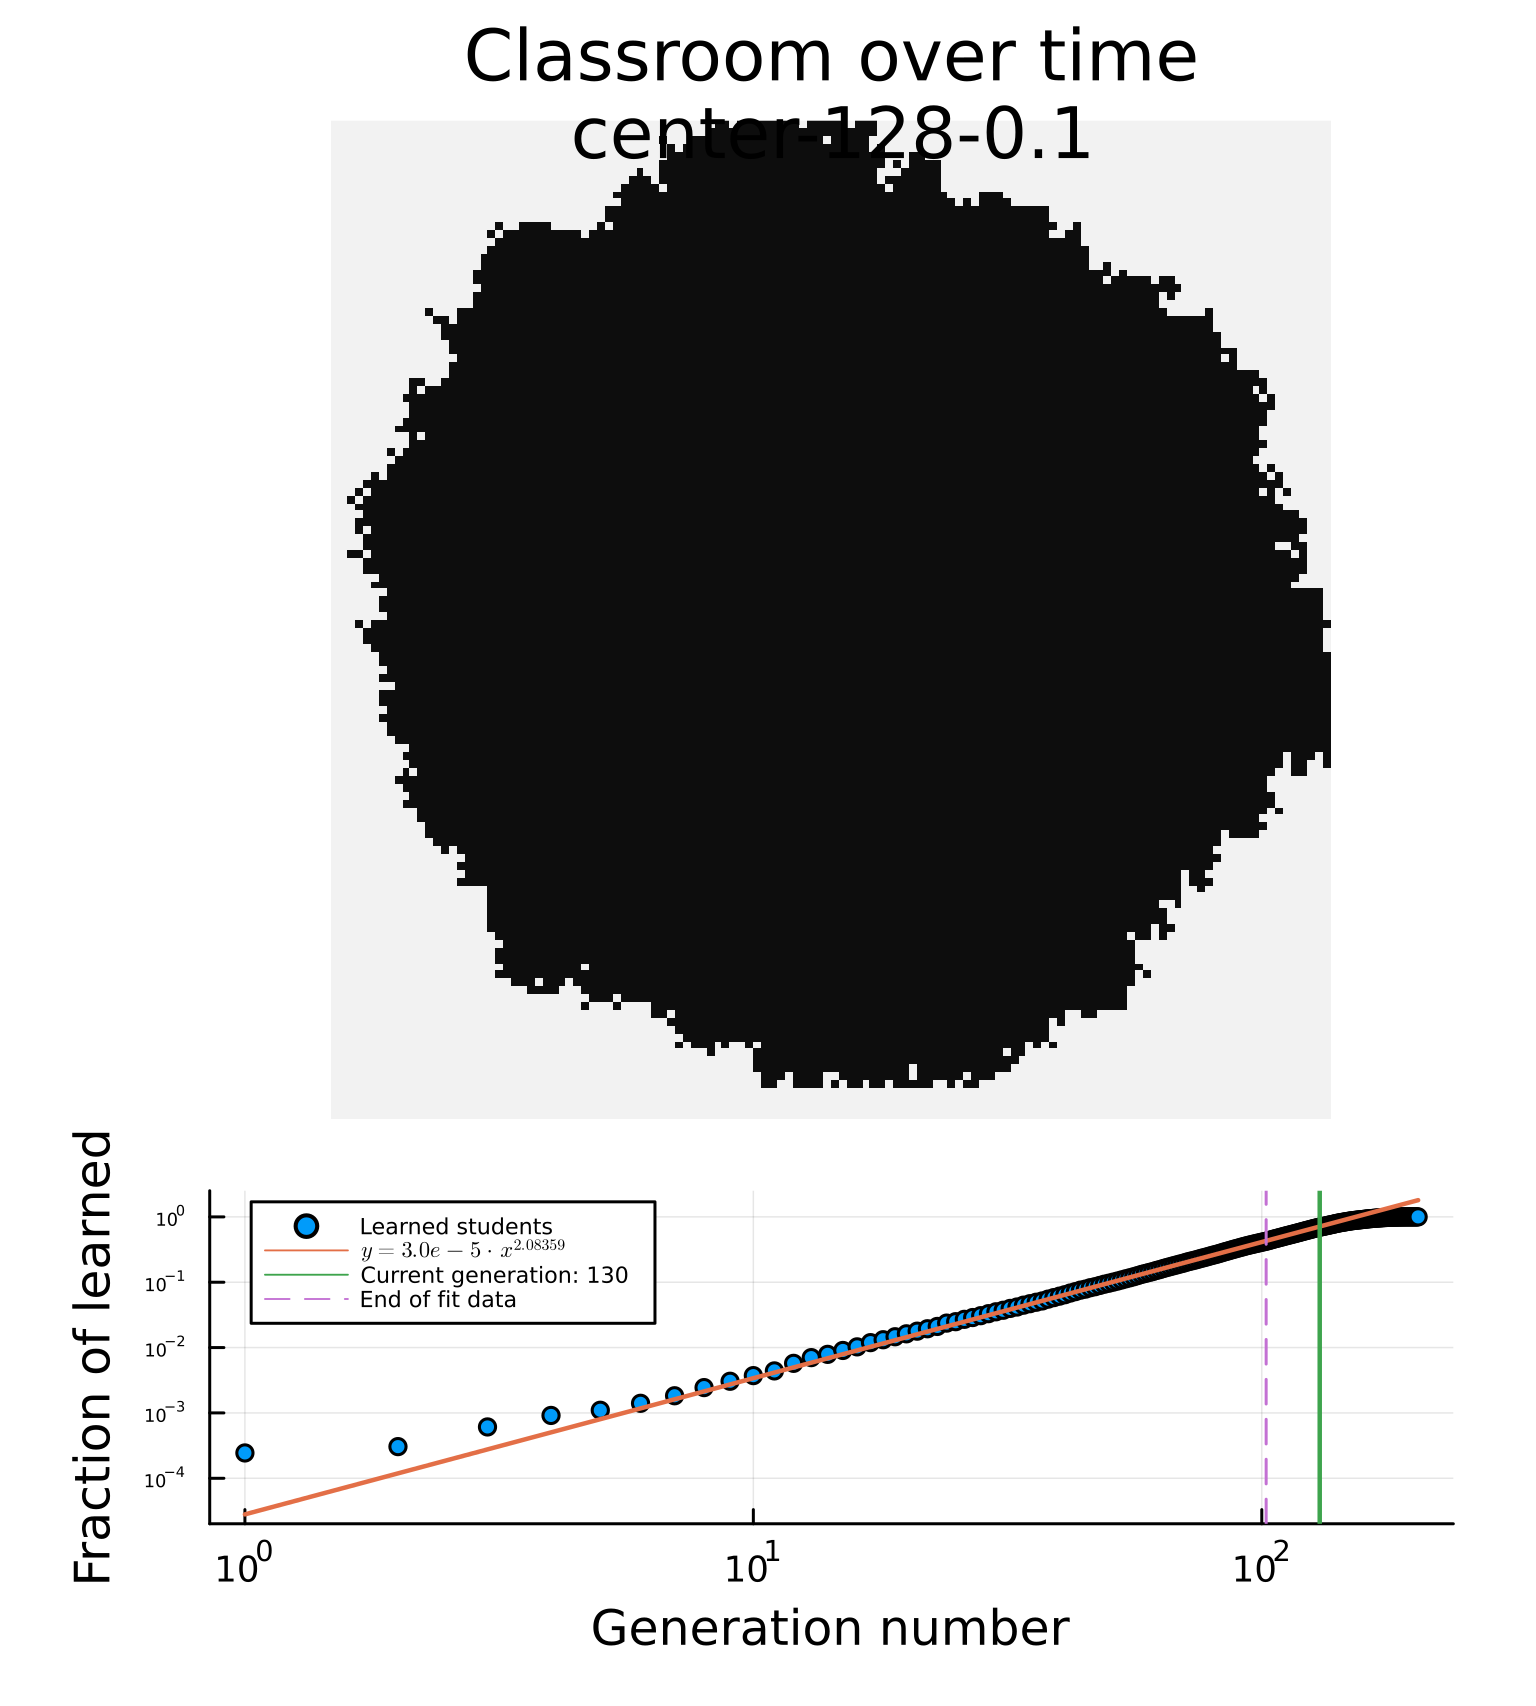 Classroom over time
center-128-0.1
Fraction of learned
10⁰
10⁻¹
10⁻²
10⁻³
10⁻⁴
Learned students
y = 3.0e − 5 · x^2.08359
Current generation: 130
End of fit data
10⁰ 10¹ 10²
Generation number